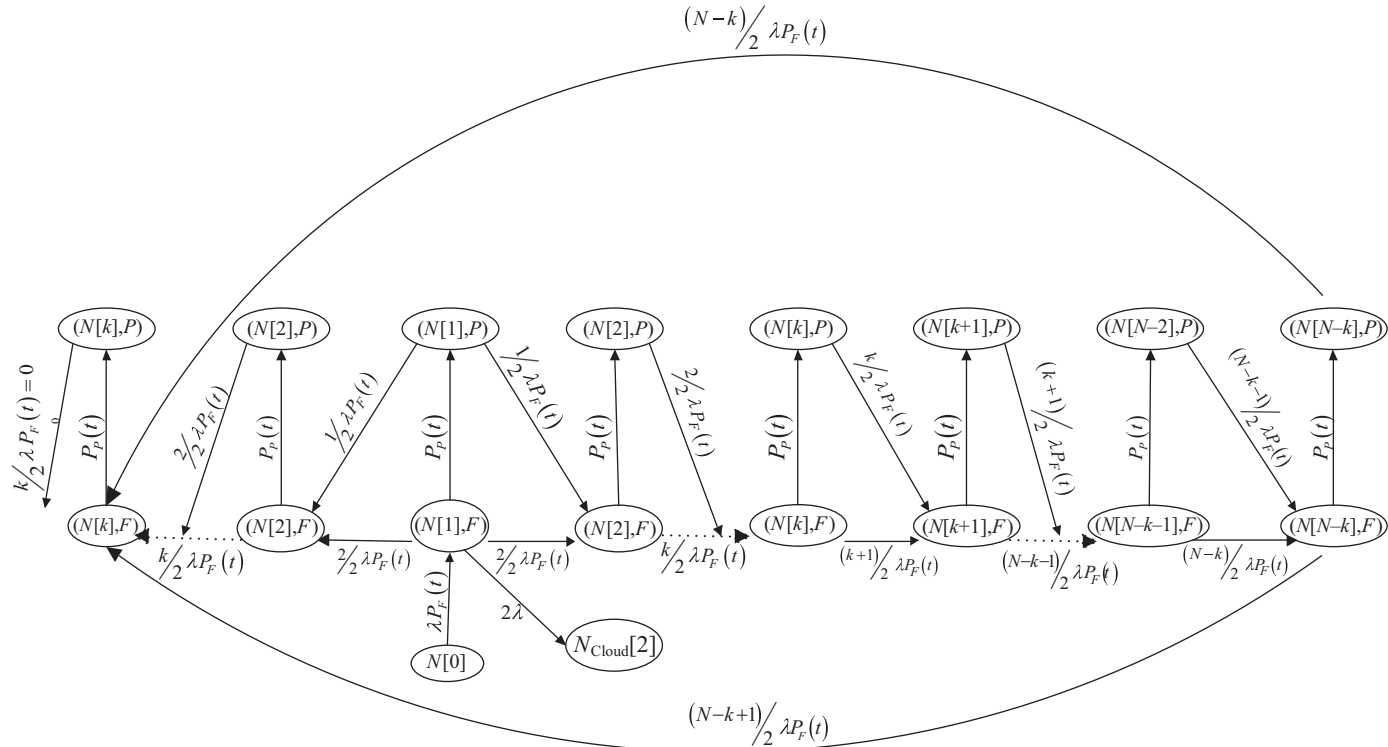 (N−k)/2 λP_F(t)
(N[k],P) (N[2],P) (N[1],P) (N[2],P) (N[k],P) (N[k+1],P) (N[N–2],P) (N[N–k],P)
k/2 λP_F(t) = 0
0
P_P(t)
2/2 λP_F(t)
P_P(t)
1/2 λP_F(t)
P_P(t)
1/2 λP_F(t)
P_P(t)
2/2 λP_F(t)
P_P(t)
k/2 λP_F(t)
P_P(t)
(k+1)/2 λP_F(t)
P_P(t)
(N−k−1)/2 λP_F(t)
P_P(t)
(N[k],F) (N[2],F) (N[1],F) (N[2],F) (N[k],F) (N[k+1],F) (N[N–k–1],F) (N[N–k],F)
k/2 λP_F(t) 2/2 λP_F(t) 2/2 λP_F(t) k/2 λP_F(t) (k+1)/2 λP_F(t) (N−k−1)/2 λP_F(t) (N−k)/2 λP_F(t)
λP_F(t)
2λ
N[0]
N_Cloud[2]
(N−k+1)/2 λP_F(t)